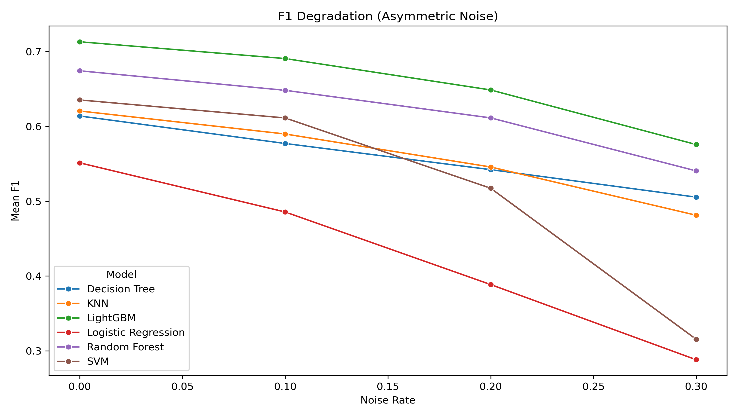 F1 Degradation (Asymmetric Noise)
Mean F1
0.7
0.6
0.5
0.4
0.3
Model
Decision Tree
KNN
LightGBM
Logistic Regression
Random Forest
SVM
0.00 0.05 0.10 0.15 0.20 0.25 0.30
Noise Rate